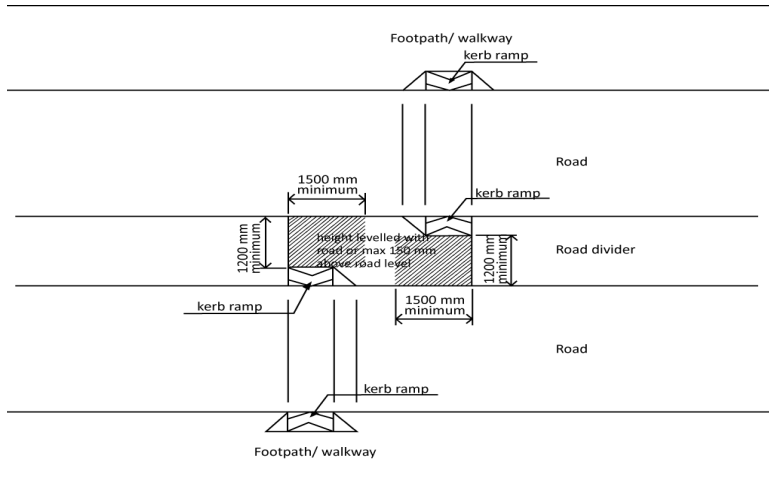 Footpath/ walkway
kerb ramp
Road
1500 mm
minimum
kerb ramp
1200 mm
minimum
height levelled with
road or max 150 mm
above road level
Road divider
1200 mm
minimum
kerb ramp
1500 mm
minimum
Road
kerb ramp
Footpath/ walkway